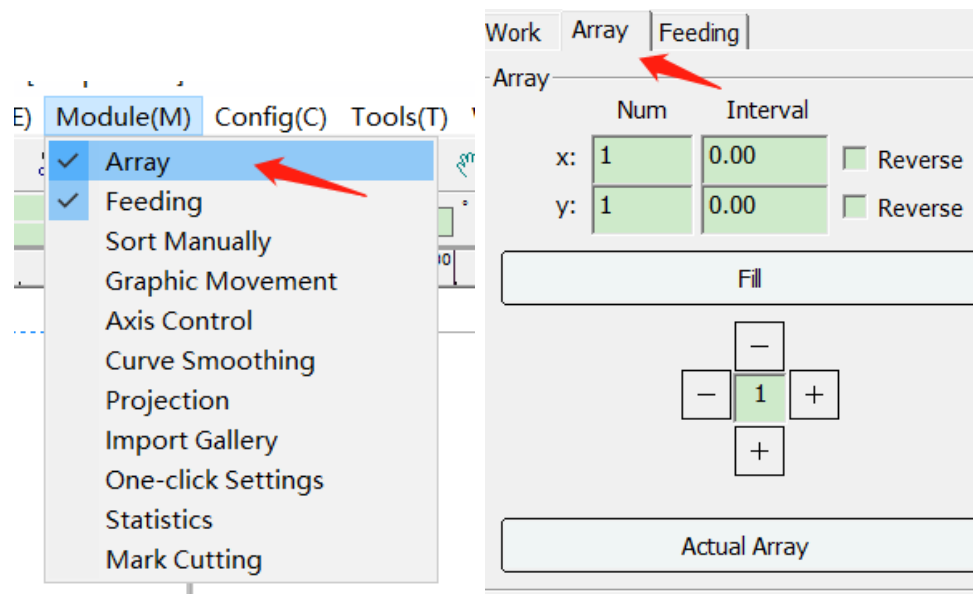 E) Module(M) Config(C) Tools(T)
Array
Feeding
Sort Manually
Graphic Movement
Axis Control
Curve Smoothing
Projection
Import Gallery
One-click Settings
Statistics
Mark Cutting
Work Array Feeding
Array
Num Interval
x: 1 0.00 Reverse
y: 1 0.00 Reverse
Fill
−
− 1 +
+
Actual Array